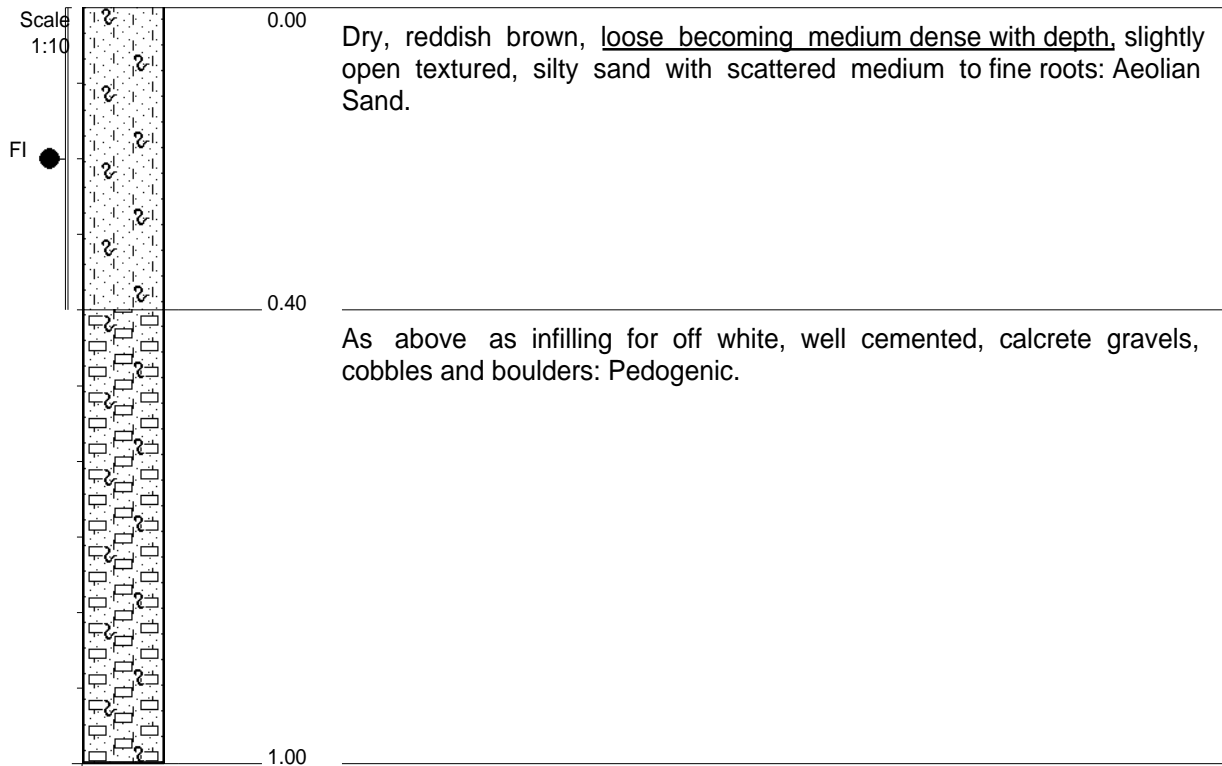 Scale
1:10
0.00
Dry, reddish brown, loose becoming medium dense with depth, slightly
open textured, silty sand with scattered medium to fine roots: Aeolian
Sand.
FI
0.40
As above as infilling for off white, well cemented, calcrete gravels,
cobbles and boulders: Pedogenic.
1.00